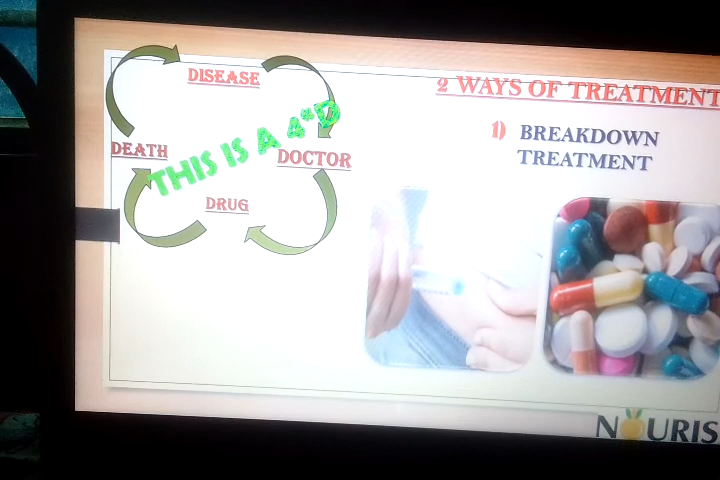 DISEASE
2 WAYS OF TREATMENT
THIS IS A 4*D
1) BREAKDOWN
TREATMENT
DEATH
DOCTOR
DRUG
NOURIS